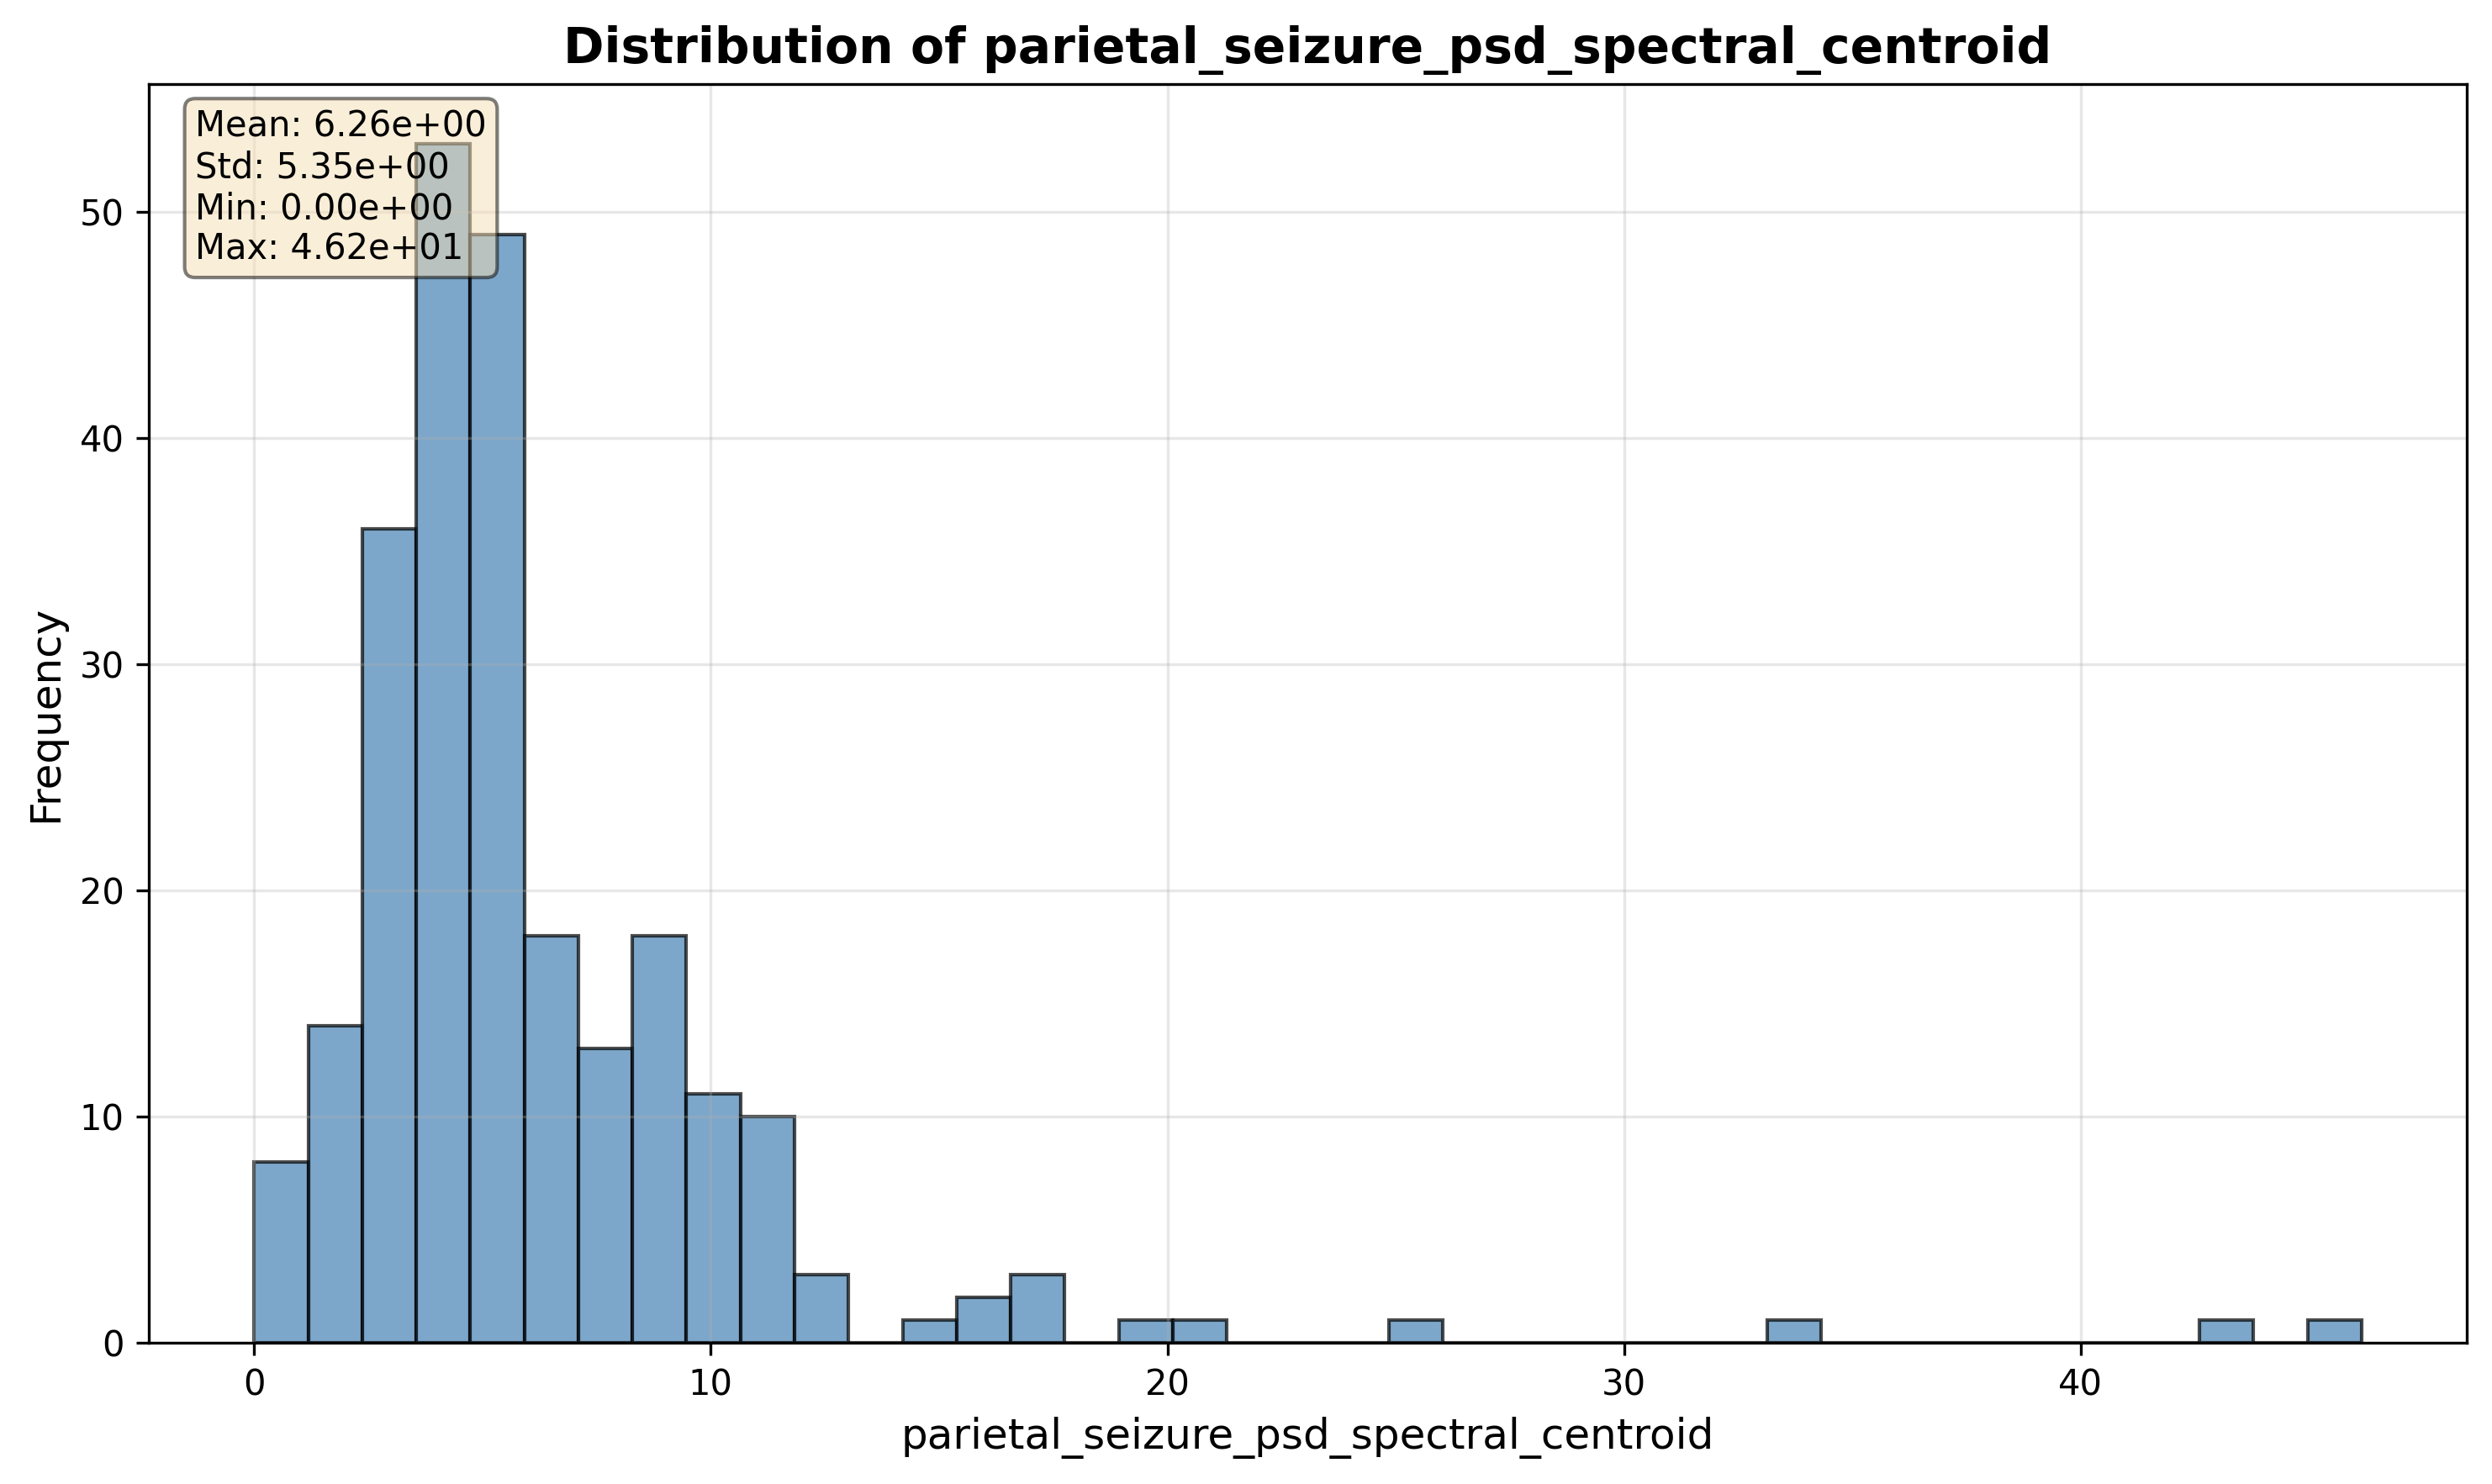 Distribution of parietal_seizure_psd_spectral_centroid
Mean: 6.26e+00
Std: 5.35e+00
Min: 0.00e+00
Max: 4.62e+01
Frequency
50
40
30
20
10
0
0 10 20 30 40
parietal_seizure_psd_spectral_centroid